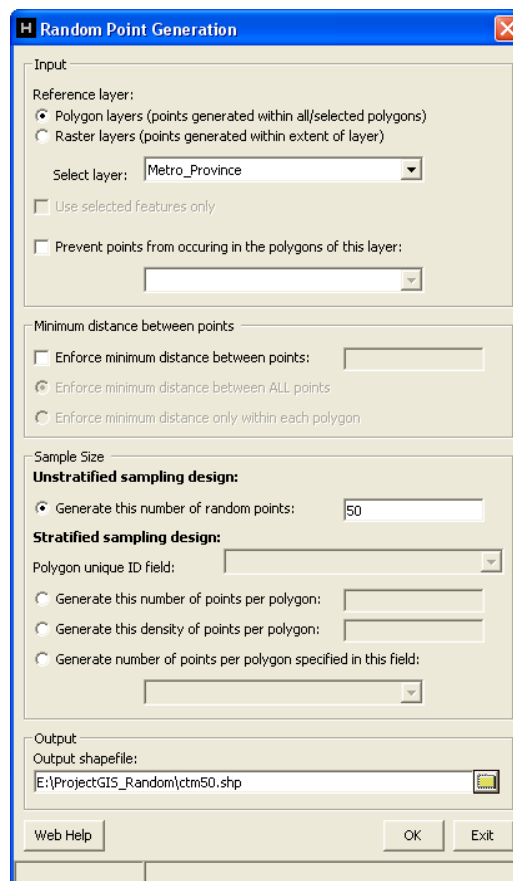 H Random Point Generation
Input
Reference layer:
Polygon layers (points generated within all/selected polygons)
Raster layers (points generated within extent of layer)
Select layer: Metro_Province
Use selected features only
Prevent points from occuring in the polygons of this layer:
Minimum distance between points
Enforce minimum distance between points:
Enforce minimum distance between ALL points
Enforce minimum distance only within each polygon
Sample Size
Unstratified sampling design:
Generate this number of random points: 50
Stratified sampling design:
Polygon unique ID field:
Generate this number of points per polygon:
Generate this density of points per polygon:
Generate number of points per polygon specified in this field:
Output
Output shapefile:
E:\ProjectGIS_Random\ctm50.shp
Web Help OK Exit